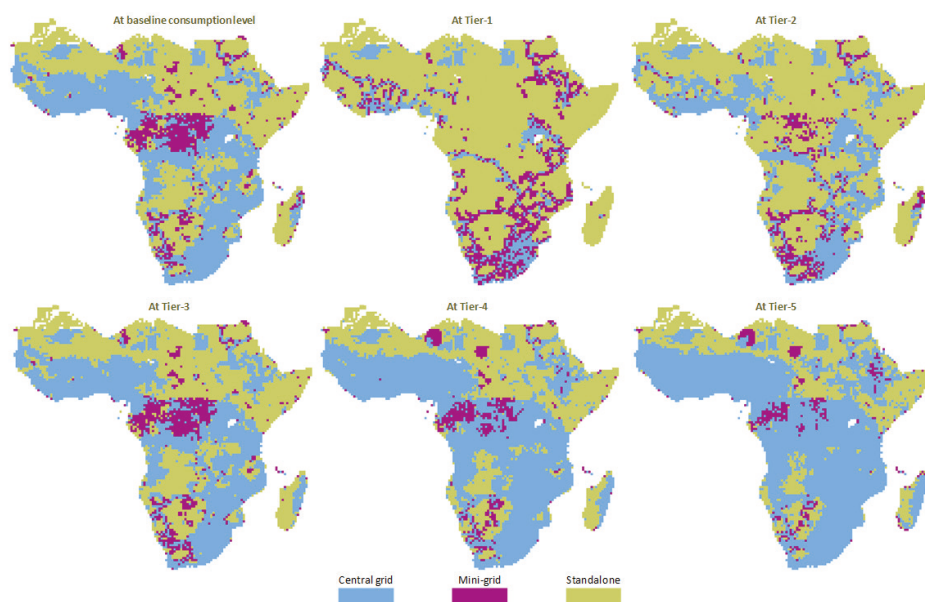 At baseline consumption level
At Tier-1
At Tier-2
At Tier-3
At Tier-4
At Tier-5
Central grid
Mini-grid
Standalone